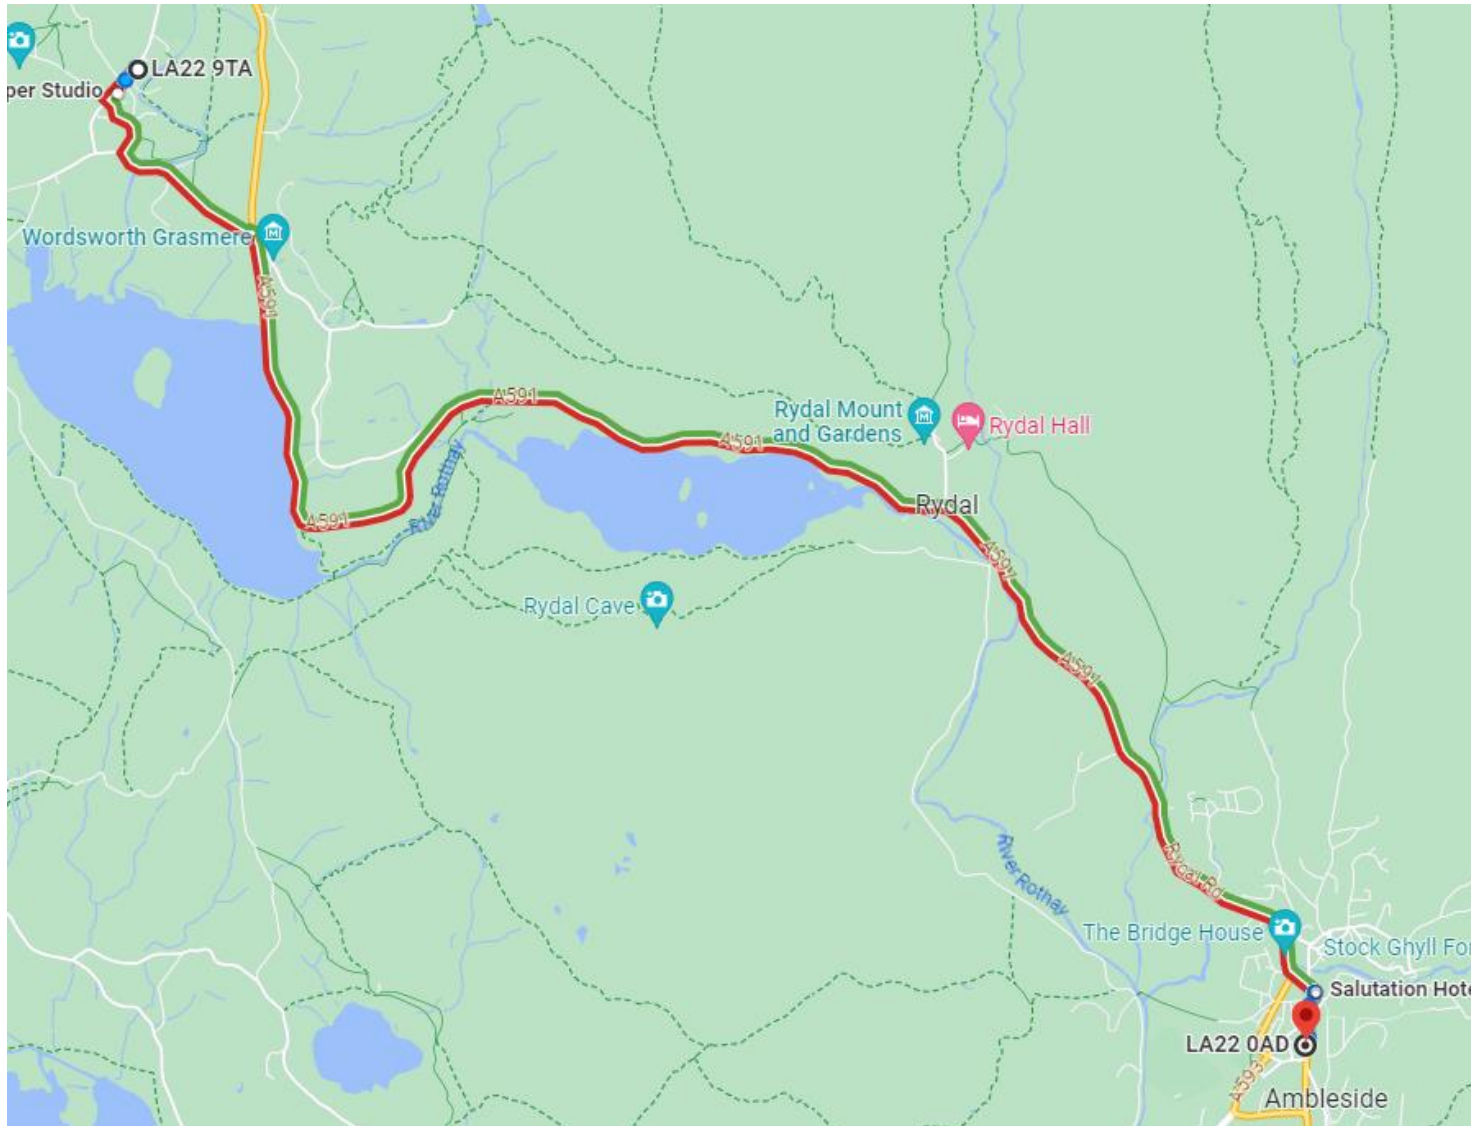 LA22 9TA
per Studio
Wordsworth Grasmere
A591
A591
A591
River Rothay
A591
Rydal Mount
and Gardens
Rydal Hall
Rydal
A591
Rydal Cave
A591
Rydal Rd
River Rothay
The Bridge House
Stock Ghyll For
Salutation Hote
LA22 0AD
A593
Ambleside